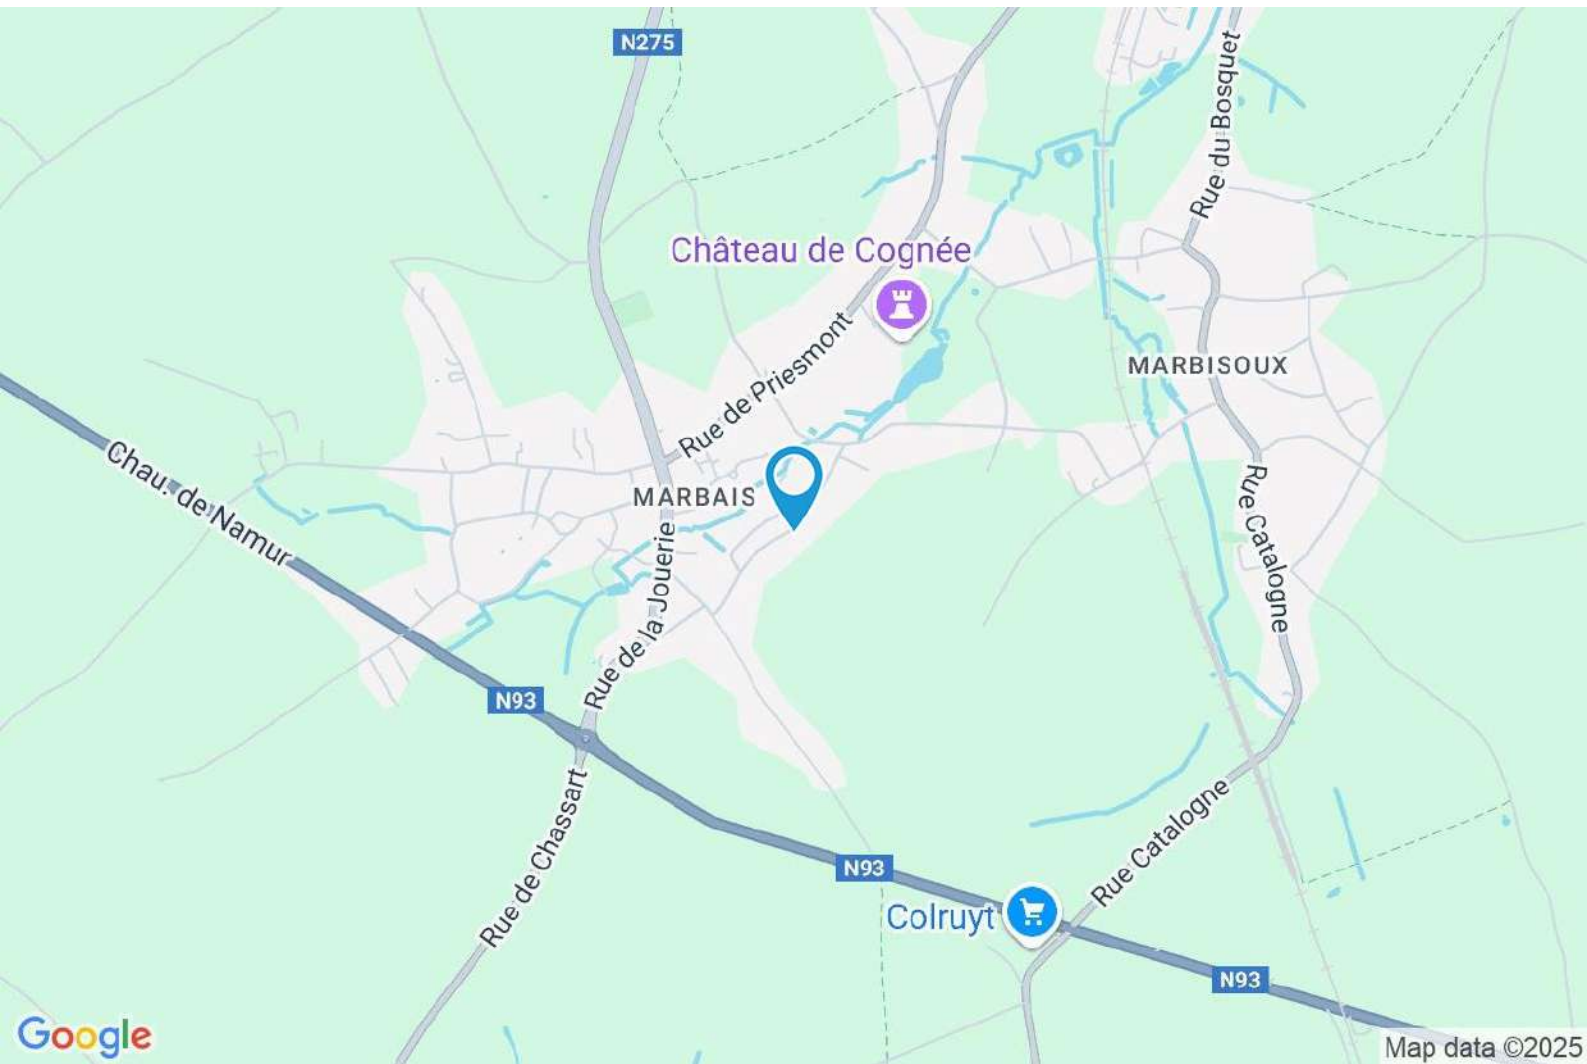 N275
Rue du Bosquet
Château de Cognée
Rue de Priesmont
MARBISOUX
Chau. de Namur
MARBAIS
Rue Catalogne
Rue de la Jouerie
N93
Rue de Chassart
N93
Rue Catalogne
Colruyt
N93
Google
Map data ©2025